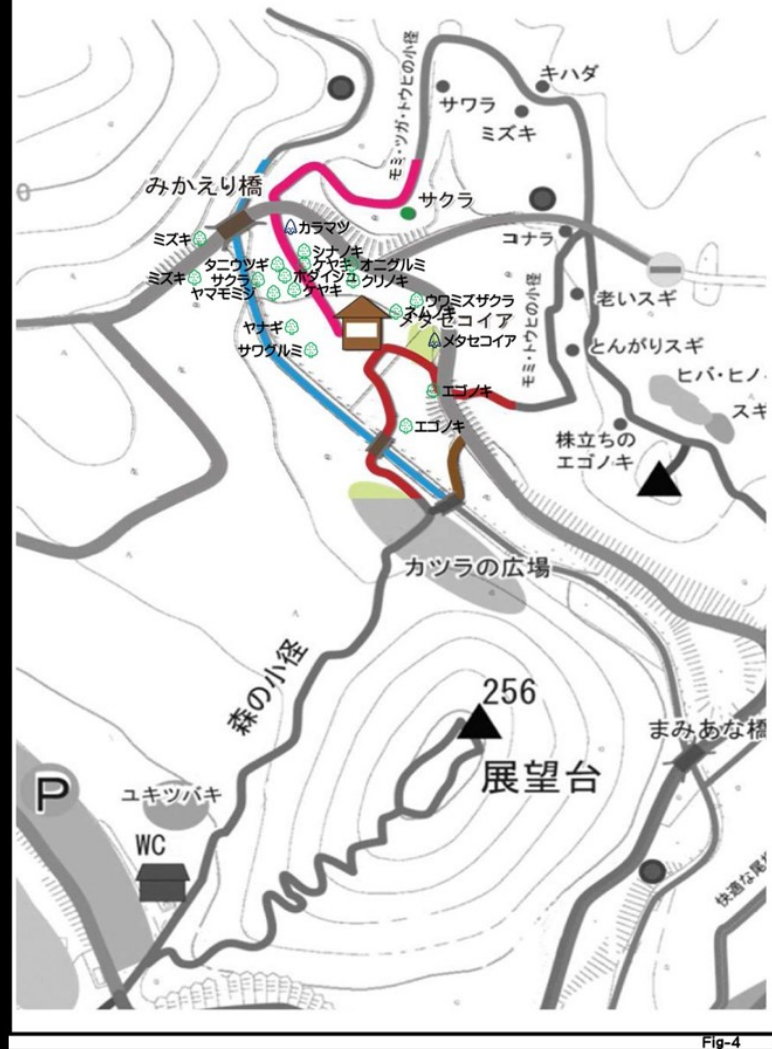 キハダ
サワラ
ミズキ
モミ・ツガ・トウヒの小径
みかえり橋
サクラ
カラマツ
ミズキ
シナノキ
コナラ
タニウツギ
ケヤキ
オニグルミ
ミズキ
サクラ
ボダイジュ
クリノキ
ヤマモミジ
ケヤキ
老いスギ
ウワミズザクラ
ネムノキ
メタセコイア
ヤナギ
メタセコイア
サワグルミ
とんがりスギ
モミ・トウヒの小径
ヒバ・ヒノ
スギ
エゴノキ
エゴノキ
株立ちの
エゴノキ
カツラの広場
森の小径
256
展望台
まみあな橋
P
ユキツバキ
WC
快適な尾
Fig-4